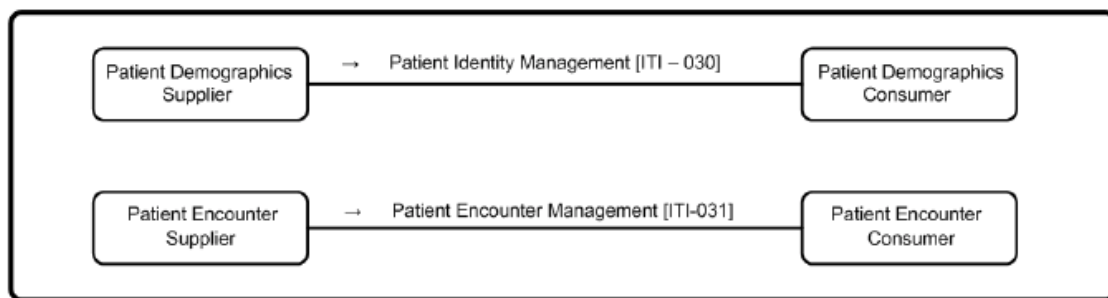 Patient Demographics
Supplier
→ Patient Identity Management [ITI – 030]
Patient Demographics
Consumer
Patient Encounter
Supplier
→ Patient Encounter Management [ITI-031]
Patient Encounter
Consumer